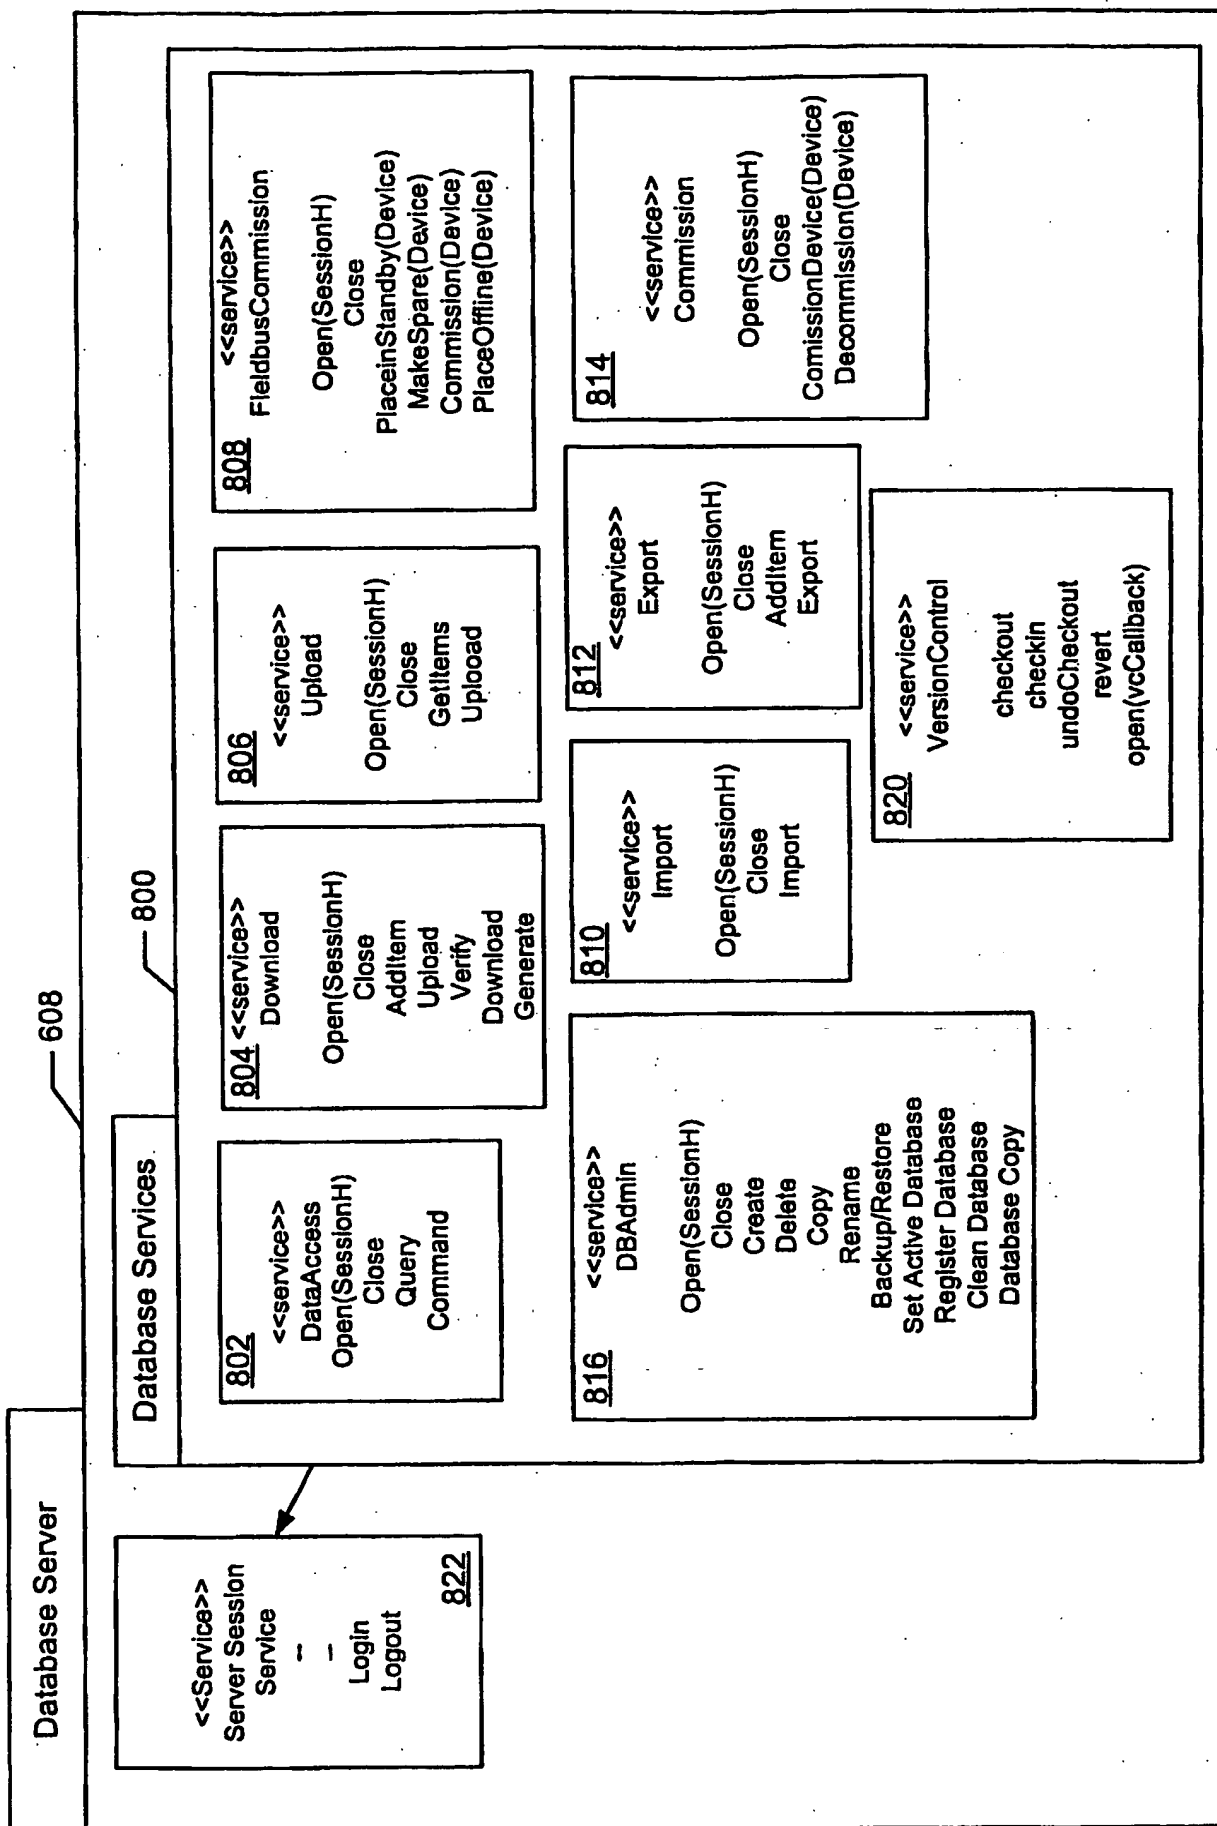 Database Server
608
<<Service>>
Server Session
Service
--
--
Login
Logout
822
Database Services
800
802
<<service>>
DataAccess
Open(SessionH)
Close
Query
Command
804 <<service>>
Download
Open(SessionH)
Close
AddItem
Upload
Verify
Download
Generate
806
<<service>>
Upload
Open(SessionH)
Close
GetItems
Uplooad
808
<<service>>
FieldbusCommission
Open(SessionH)
Close
PlaceinStandby(Device)
MakeSpare(Device)
Commission(Device)
PlaceOffline(Device)
816
<<service>>
DBAdmin
Open(SessionH)
Close
Create
Delete
Copy
Rename
Backup/Restore
Set Active Database
Register Database
Clean Database
Database Copy
810
<<service>>
Import
Open(SessionH)
Close
Import
812
<<service>>
Export
Open(SessionH)
Close
AddItem
Export
814
<<service>>
Commission
Open(SessionH)
Close
ComissionDevice(Device)
Decommission(Device)
820
<<service>>
VersionControl
checkout
checkin
undoCheckout
revert
open(vcCallback)